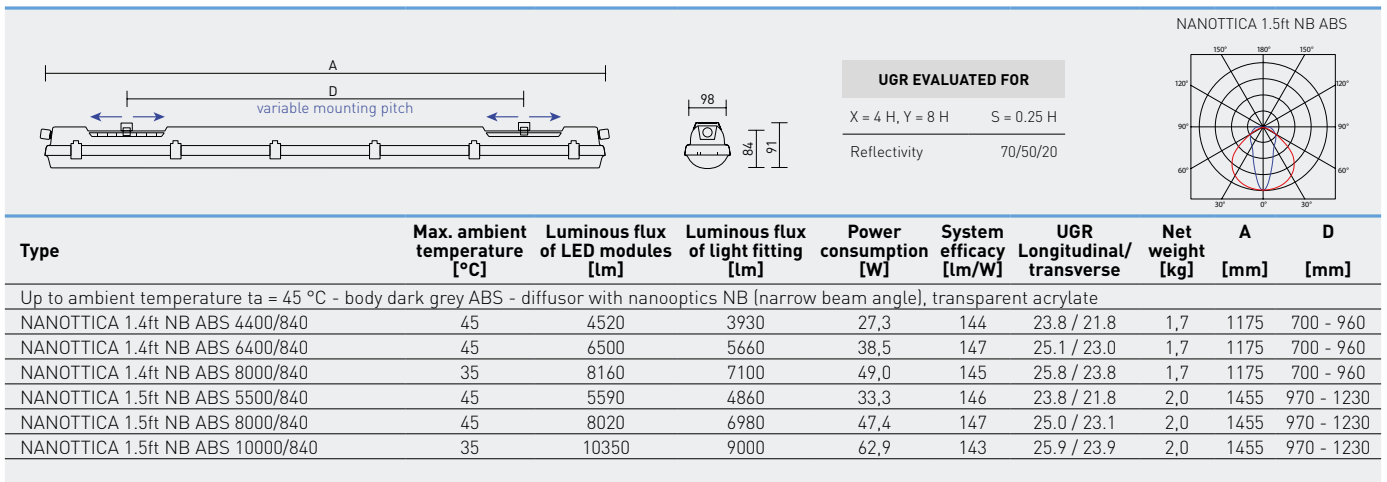 NANOTTICA 1.5ft NB ABS
150° 180° 150°
120° 120°
90° 90°
60° 60°
30° 0° 30°
A
D
variable mounting pitch
98
84
91
UGR EVALUATED FOR
X = 4 H, Y = 8 H S = 0.25 H
Reflectivity 70/50/20
Type Max. ambient temperature [°C] Luminous flux of LED modules [lm] Luminous flux of light fitting [lm] Power consumption [W] System efficacy [lm/W] UGR Longitudinal/ transverse Net weight [kg] A [mm] D [mm]
Up to ambient temperature ta = 45 °C - body dark grey ABS - diffusor with nanooptics NB (narrow beam angle), transparent acrylate
NANOTTICA 1.4ft NB ABS 4400/840 45 4520 3930 27,3 144 23.8 / 21.8 1,7 1175 700 - 960
NANOTTICA 1.4ft NB ABS 6400/840 45 6500 5660 38,5 147 25.1 / 23.0 1,7 1175 700 - 960
NANOTTICA 1.4ft NB ABS 8000/840 35 8160 7100 49,0 145 25.8 / 23.8 1,7 1175 700 - 960
NANOTTICA 1.5ft NB ABS 5500/840 45 5590 4860 33,3 146 23.8 / 21.8 2,0 1455 970 - 1230
NANOTTICA 1.5ft NB ABS 8000/840 45 8020 6980 47,4 147 25.0 / 23.1 2,0 1455 970 - 1230
NANOTTICA 1.5ft NB ABS 10000/840 35 10350 9000 62,9 143 25.9 / 23.9 2,0 1455 970 - 1230